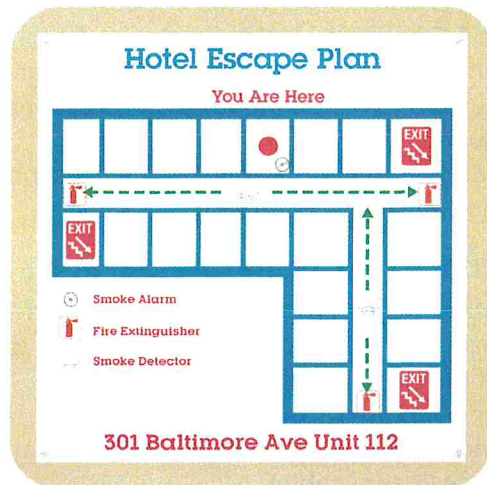 Hotel Escape Plan
You Are Here
EXIT
EXIT
Smoke Alarm
Fire Extinguisher
Smoke Detector
EXIT
301 Baltimore Ave Unit 112